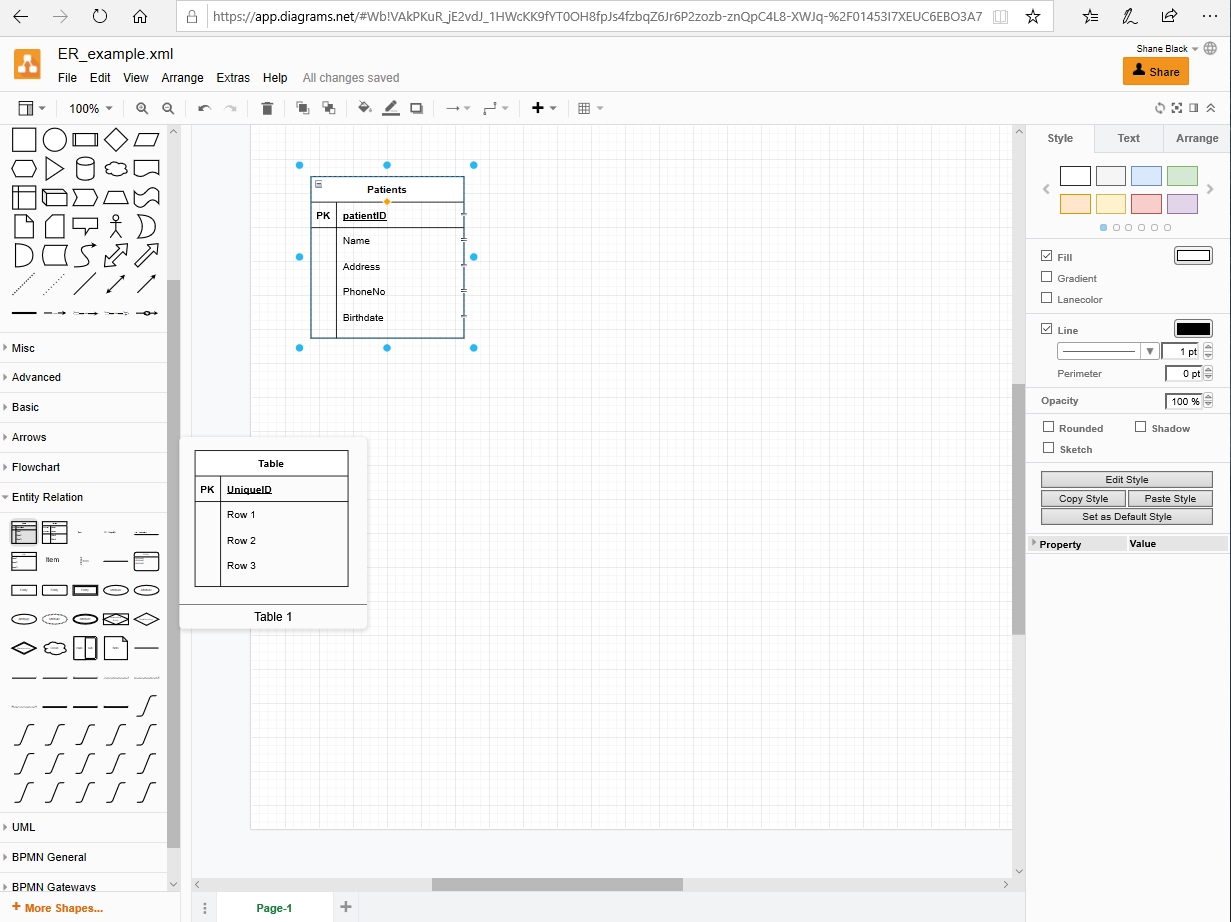 https://app.diagrams.net/#Wb!VAkPKuR_jE2vdJ_1HWcKK9fYT0OH8fpJs4fzbqZ6Jr6P2zozb-znQpC4L8-XWJq-%2F01453I7XEUC6EBO3A7
ER_example.xml
Shane Black
File Edit View Arrange Extras Help All changes saved
Share
100%
Style Text Arrange
Patients
PK patientID
Name
Address
PhoneNo
Birthdate
Fill
Gradient
Lanecolor
Line
1 pt
Perimeter 0 pt
Opacity 100 %
Rounded Shadow
Sketch
Edit Style
Copy Style Paste Style
Set as Default Style
Property Value
Misc
Advanced
Basic
Arrows
Flowchart
Entity Relation
Item
Table
PK UniqueID
Row 1
Row 2
Row 3
Table 1
UML
BPMN General
BPMN Gateways
+ More Shapes...
Page-1